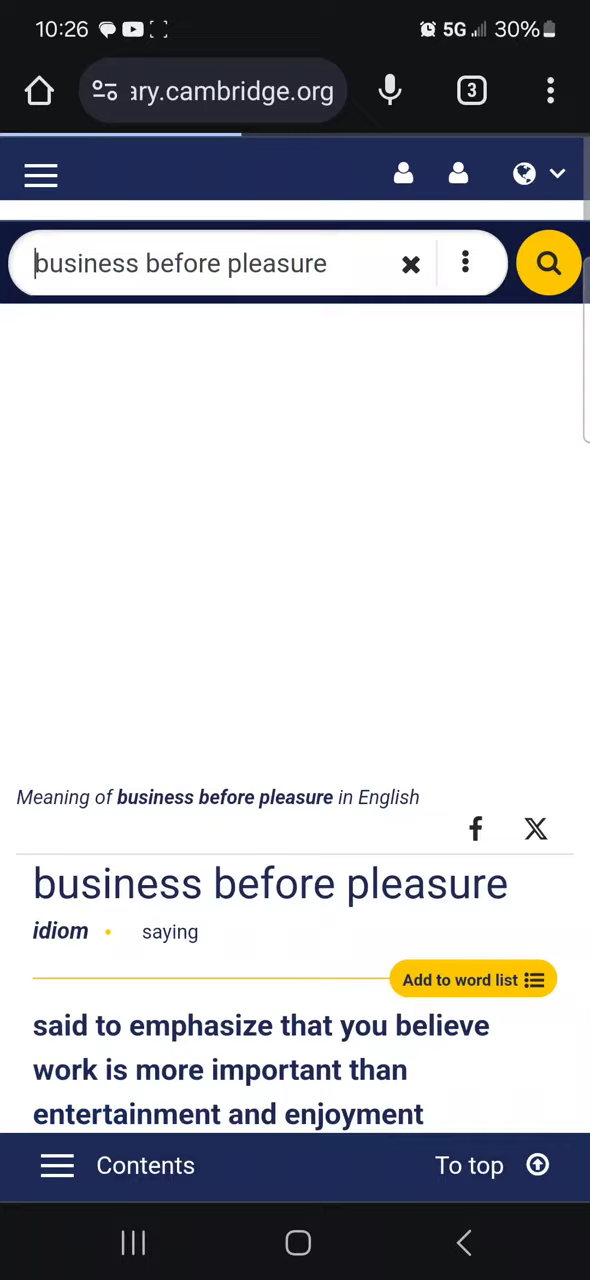 10:26 5G 30%
ary.cambridge.org 3
business before pleasure
Meaning of business before pleasure in English
business before pleasure
idiom • saying
Add to word list
said to emphasize that you believe
work is more important than
entertainment and enjoyment
Contents To top